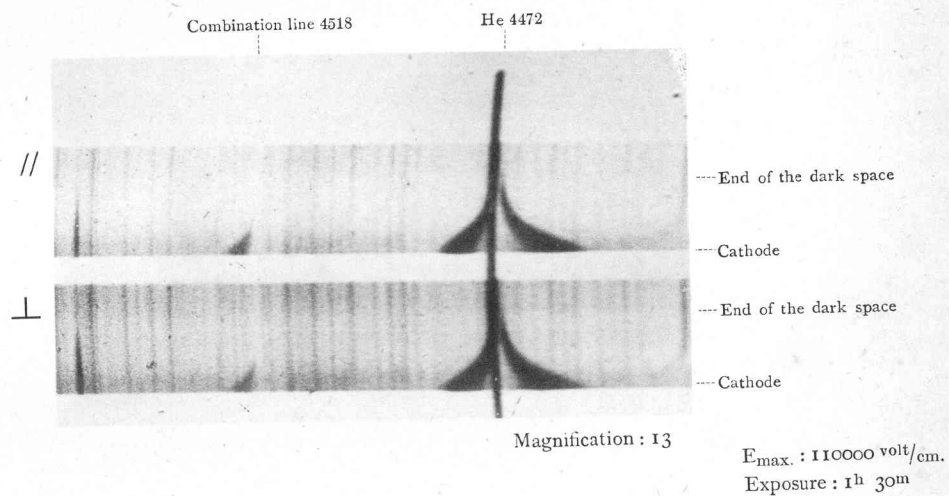 Combination line 4518
He 4472
//
End of the dark space
Cathode
⊥
End of the dark space
Cathode
Magnification : 13
Emax. : 110000 volt/cm.
Exposure : 1h 30m